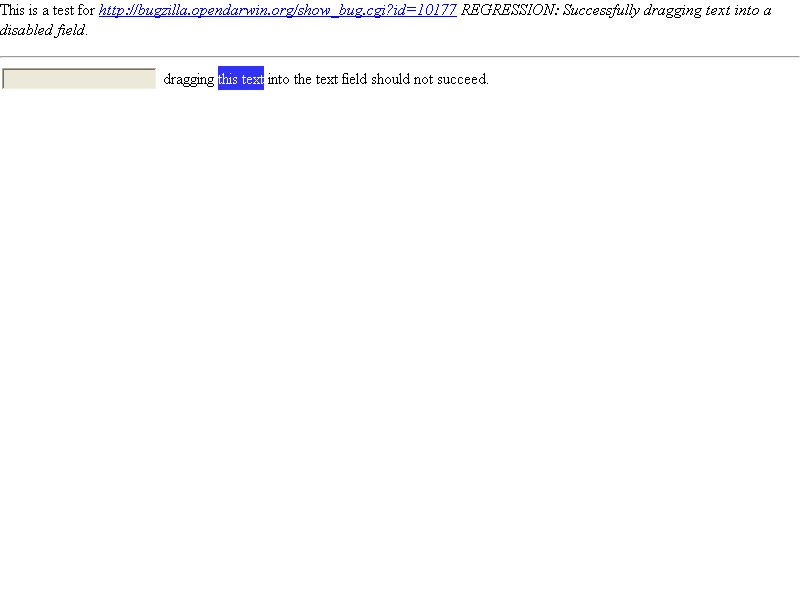 This is a test for http://bugzilla.opendarwin.org/show_bug.cgi?id=10177 REGRESSION: Successfully dragging text into a
disabled field.
dragging this text into the text field should not succeed.